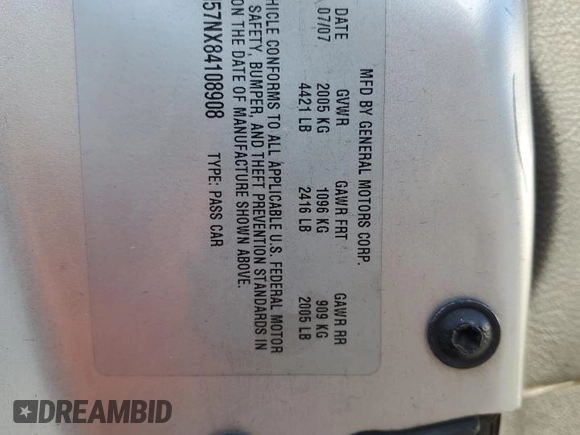 MFD BY GENERAL MOTORS CORP.
DATE GVWR GAWR FRT GAWR RR
07/07 2005 KG 1096 KG 909 KG
4421 LB 2416 LB 2005 LB
HICLE CONFORMS TO ALL APPLICABLE U.S. FEDERAL MOTOR
SAFETY, BUMPER, AND THEFT PREVENTION STANDARDS IN
ON THE DATE OF MANUFACTURE SHOWN ABOVE.
57NX84108908 TYPE: PASS CAR
DREAMBID